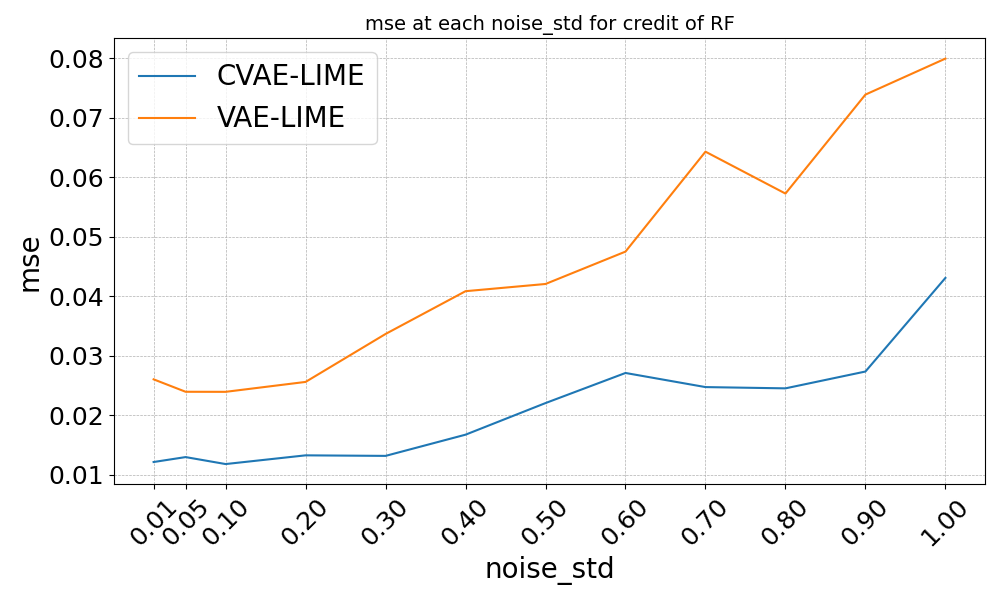 mse at each noise_std for credit of RF
CVAE-LIME
VAE-LIME
mse
0.08
0.07
0.06
0.05
0.04
0.03
0.02
0.01
0.01 0.05 0.10 0.20 0.30 0.40 0.50 0.60 0.70 0.80 0.90 1.00
noise_std